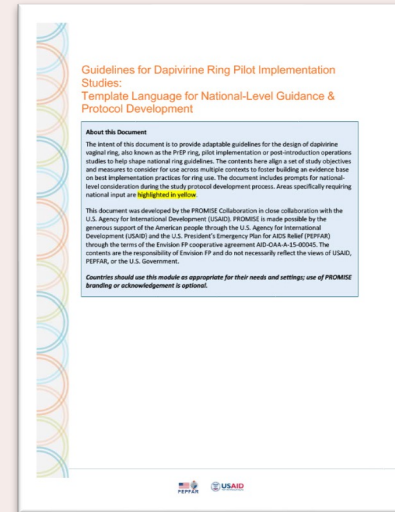 Guidelines for Dapivirine Ring Pilot Implementation
Studies:
Template Language for National-Level Guidance &
Protocol Development
About this Document
The intent of this document is to provide adaptable guidelines for the design of dapivirine
vaginal ring, also known as the PrEP ring, pilot implementation or post-introduction operations
studies to help shape national ring guidelines. The contents here align a set of study objectives
and measures to consider for use across multiple contexts to foster building an evidence base
on best implementation practices for ring use. The document includes prompts for national-
level consideration during the study protocol development process. Areas specifically requiring
national input are highlighted in yellow.
This document was developed by the PROMISE Collaboration in close collaboration with the
U.S. Agency for International Development (USAID). PROMISE is made possible by the
generous support of the American people through the U.S. Agency for International
Development (USAID) and the U.S. President's Emergency Plan for AIDS Relief (PEPFAR)
through the terms of the Envision FP cooperative agreement AID-OAA-A-15-00045. The
contents are the responsibility of Envision FP and do not necessarily reflect the views of USAID,
PEPFAR, or the U.S. Government.
Countries should use this module as appropriate for their needs and settings; use of PROMISE
branding or acknowledgement is optional.
PEPFAR
USAID